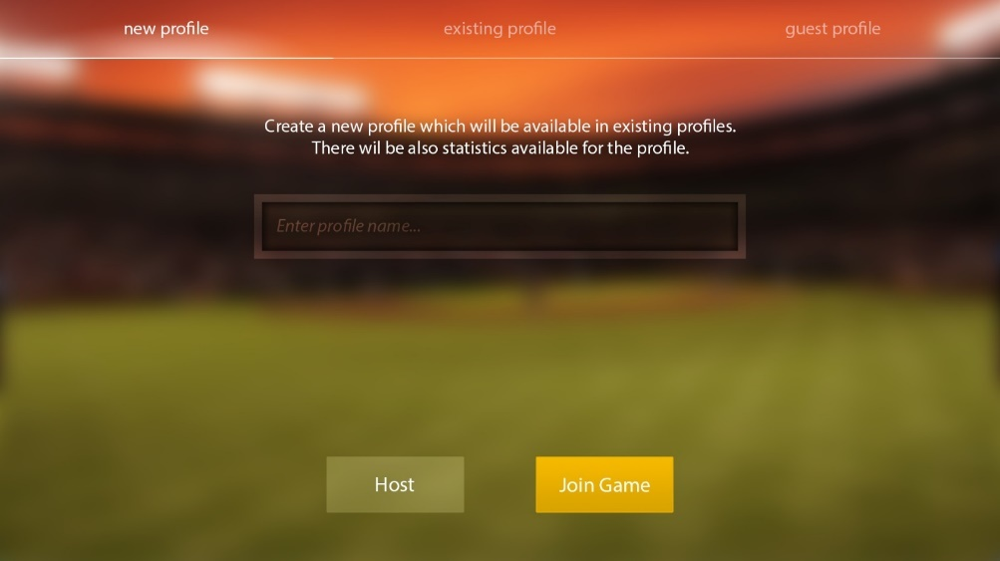 new profile
existing profile
guest profile
Create a new profile which will be available in existing profiles.
There wil be also statistics available for the profile.
Enter profile name...
Host
Join Game